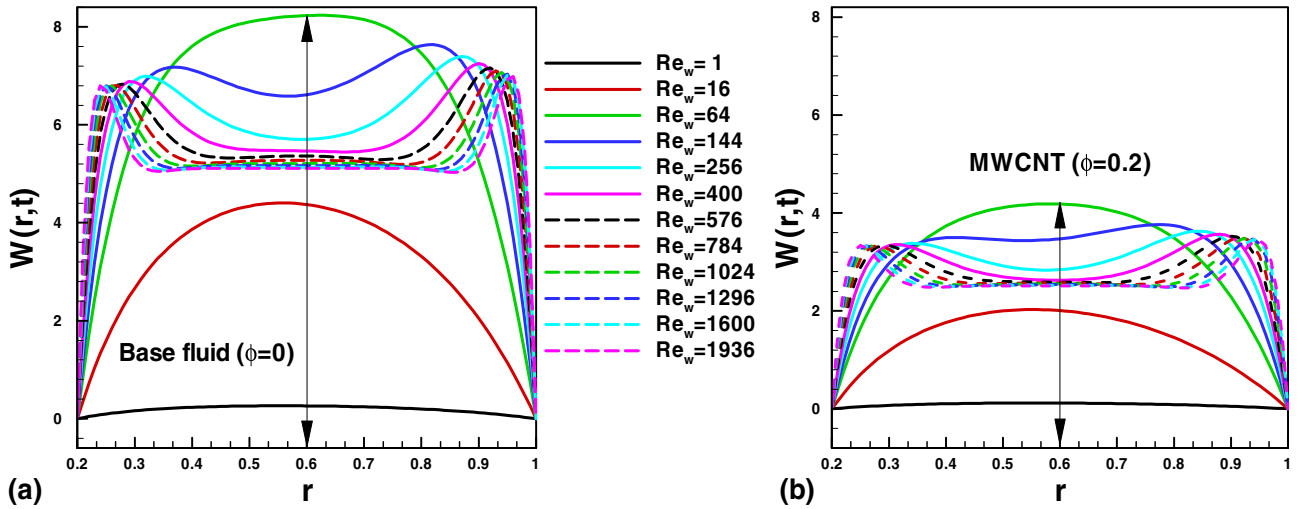 8
6
4
2
0
W(r,t)
Base fluid (ϕ=0)
0.2 0.3 0.4 0.5 0.6 0.7 0.8 0.9 1
r
(a)
Re_w= 1
Re_w=16
Re_w=64
Re_w=144
Re_w=256
Re_w=400
Re_w=576
Re_w=784
Re_w=1024
Re_w=1296
Re_w=1600
Re_w=1936
8
6
4
2
0
W(r,t)
MWCNT (ϕ=0.2)
0.2 0.3 0.4 0.5 0.6 0.7 0.8 0.9 1
r
(b)